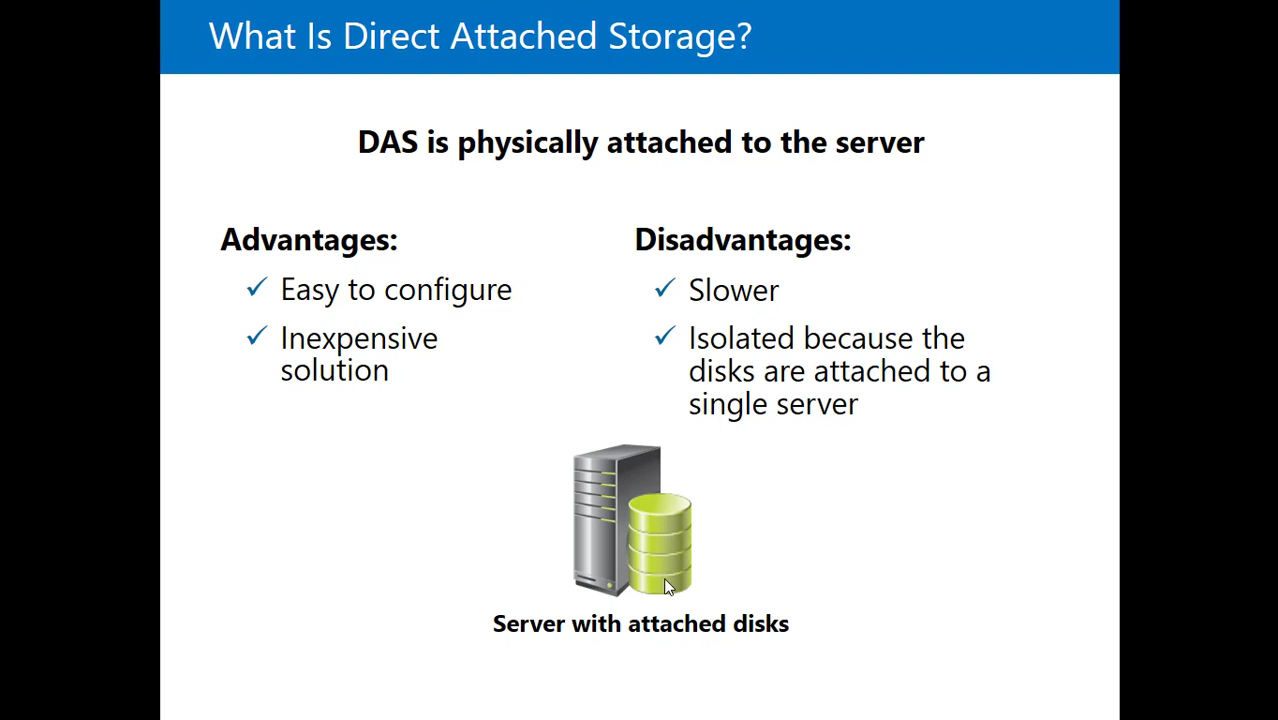 What Is Direct Attached Storage?
DAS is physically attached to the server
Advantages:
✓ Easy to configure
✓ Inexpensive
solution
Disadvantages:
✓ Slower
✓ Isolated because the
disks are attached to a
single server
Server with attached disks